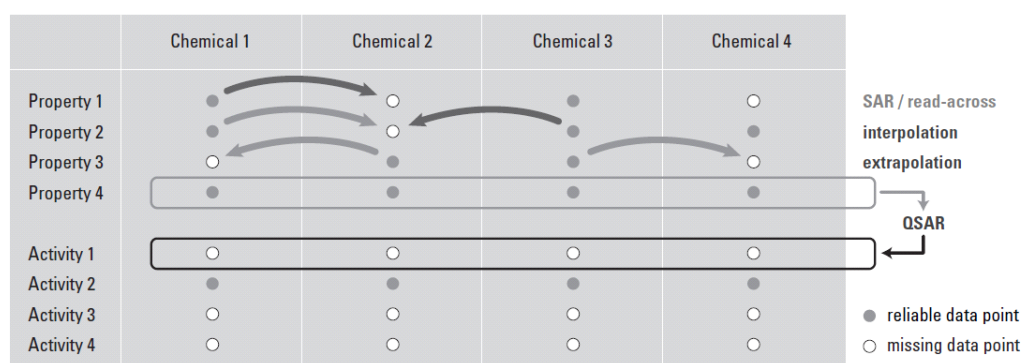 Chemical 1 Chemical 2 Chemical 3 Chemical 4
Property 1 SAR / read-across
Property 2 interpolation
Property 3 extrapolation
Property 4
QSAR
Activity 1
Activity 2
Activity 3 reliable data point
Activity 4 missing data point